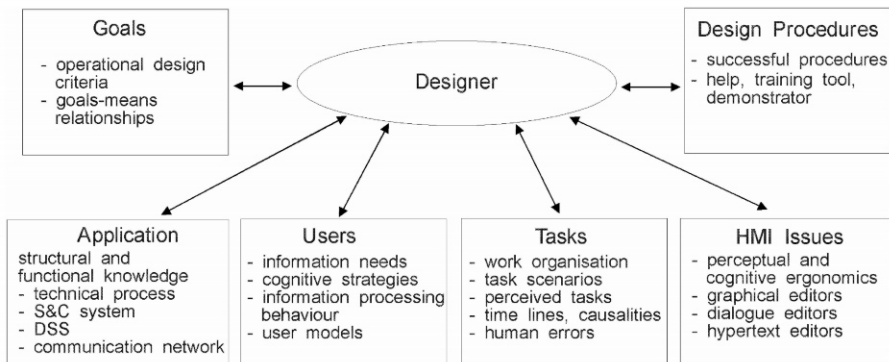 Goals
- operational design
criteria
- goals-means
relationships
Designer
Design Procedures
- successful procedures
- help, training tool,
demonstrator
Application
structural and
functional knowledge
- technical process
- S&C system
- DSS
- communication network
Users
- information needs
- cognitive strategies
- information processing
behaviour
- user models
Tasks
- work organisation
- task scenarios
- perceived tasks
- time lines, causalities
- human errors
HMI Issues
- perceptual and
cognitive ergonomics
- graphical editors
- dialogue editors
- hypertext editors